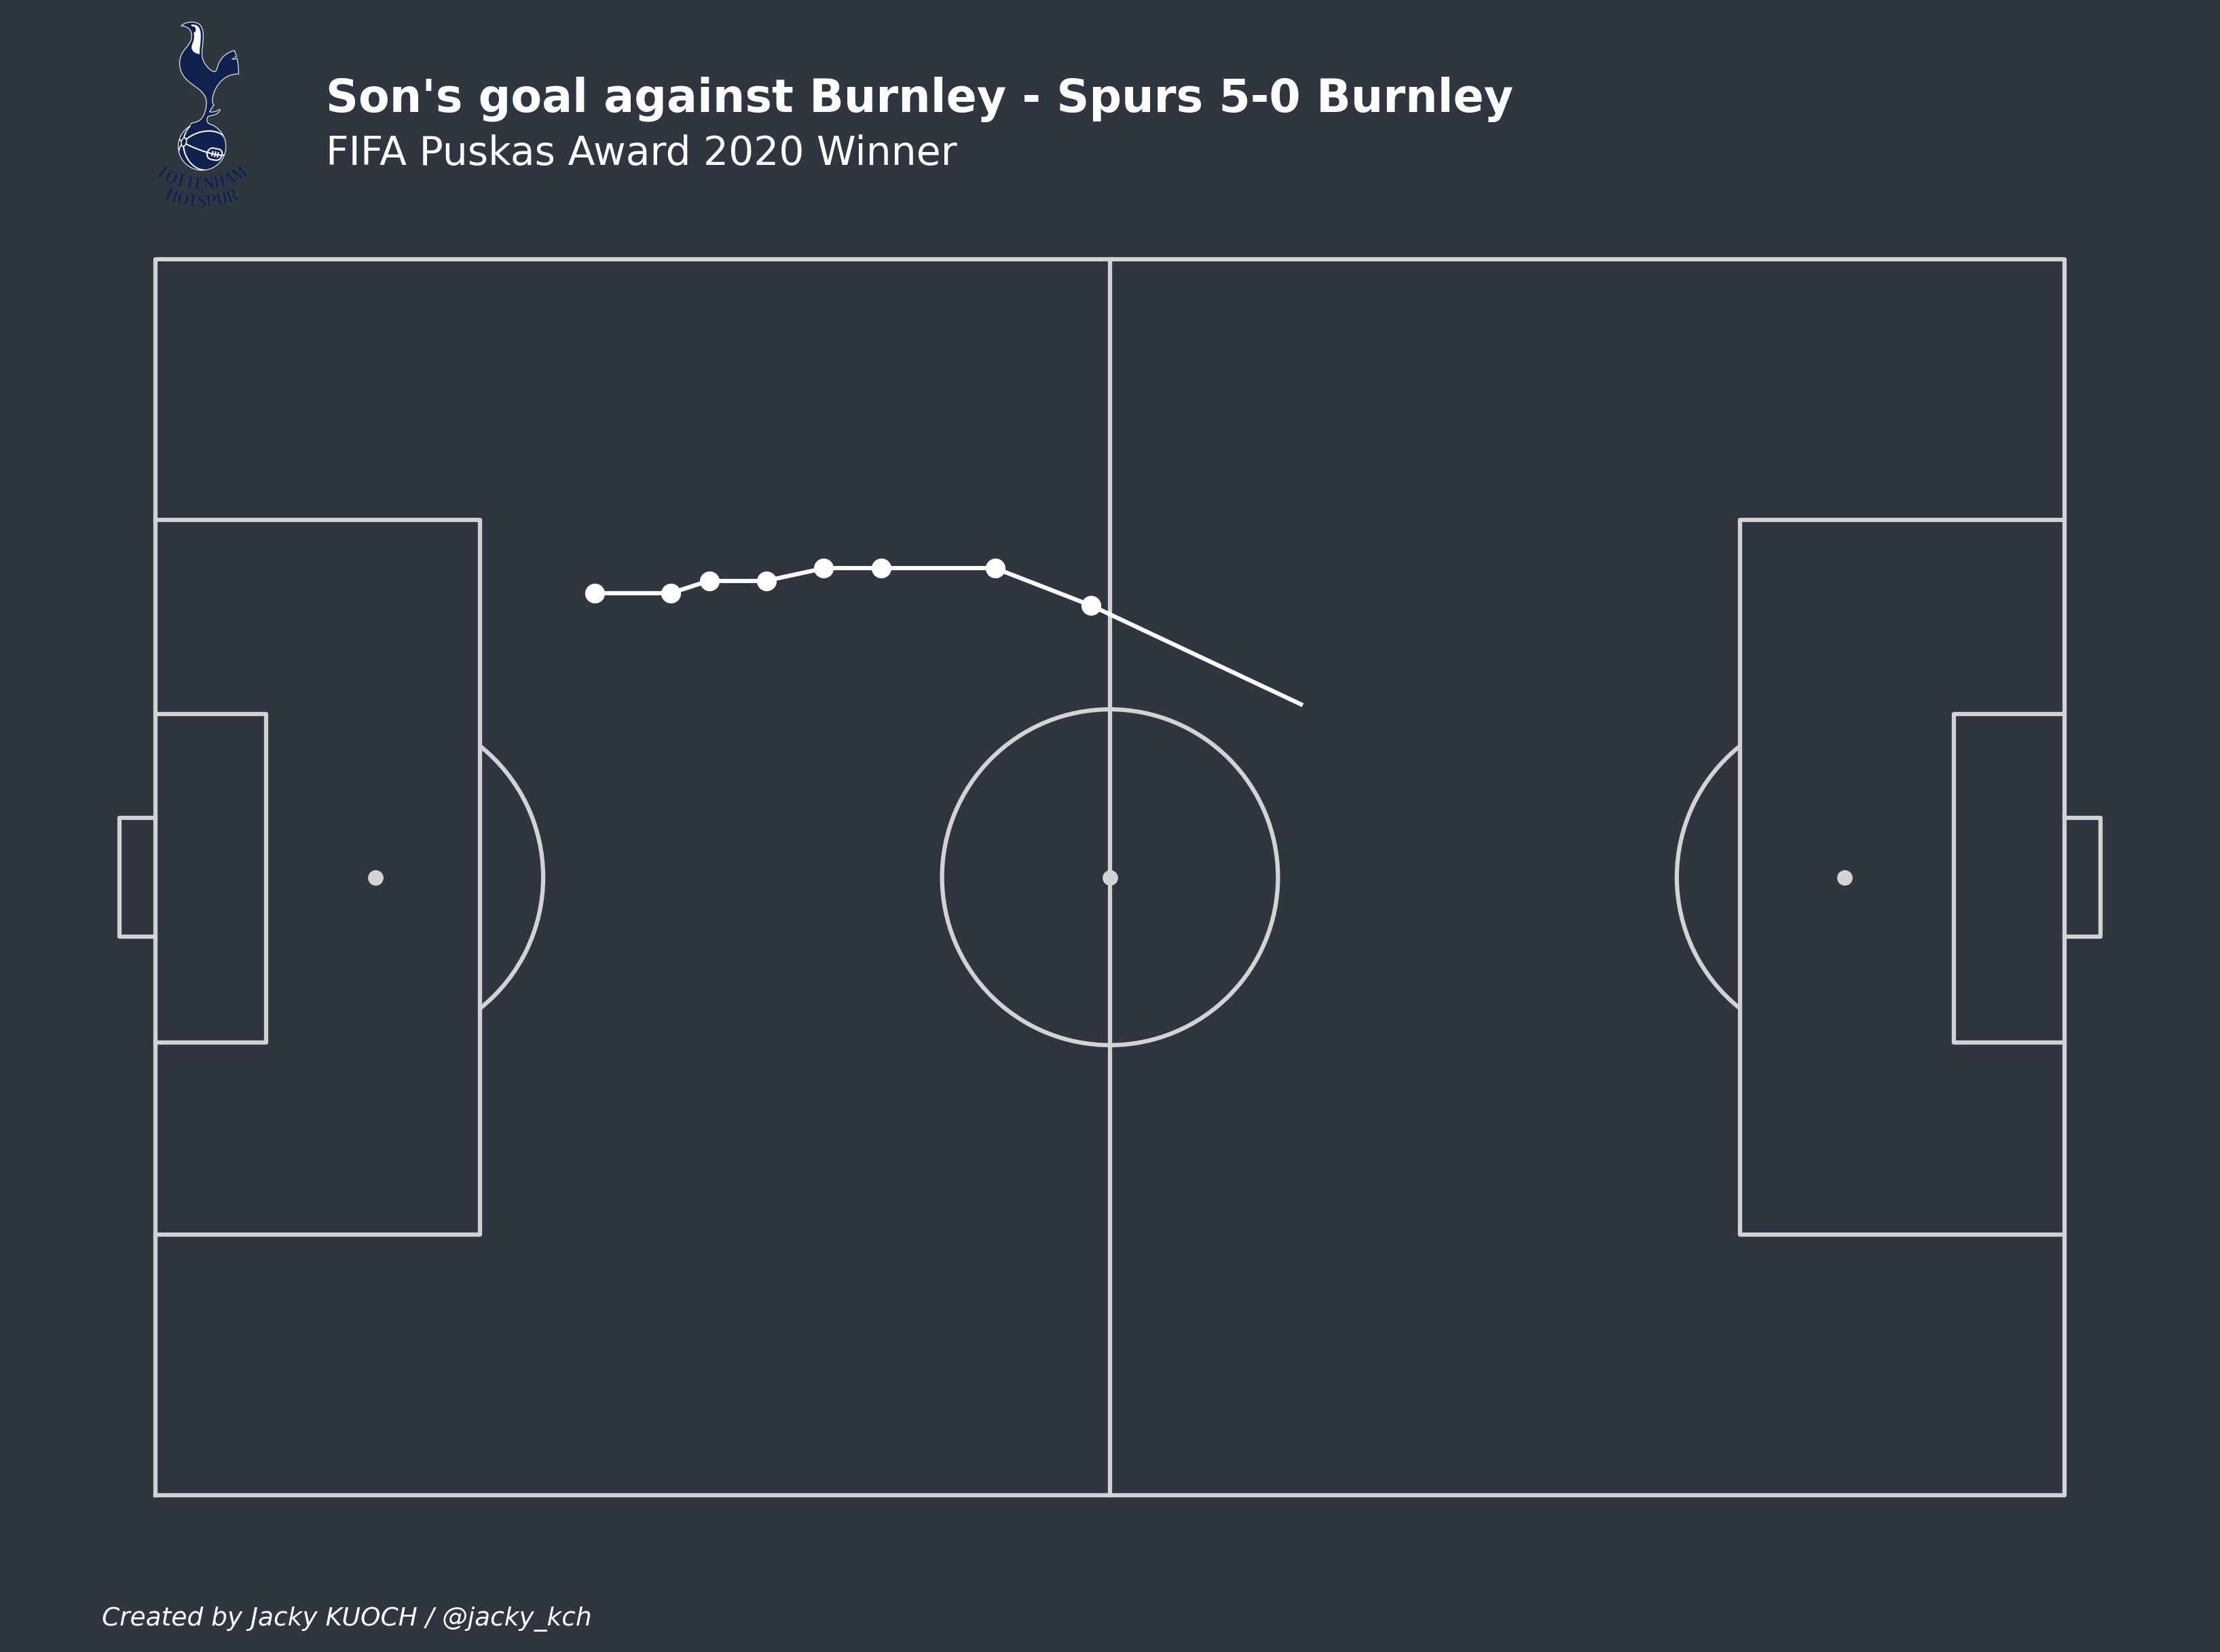 TOTTENHAM
HOTSPUR
Son's goal against Burnley - Spurs 5-0 Burnley
FIFA Puskas Award 2020 Winner
Created by Jacky KUOCH / @jacky_kch